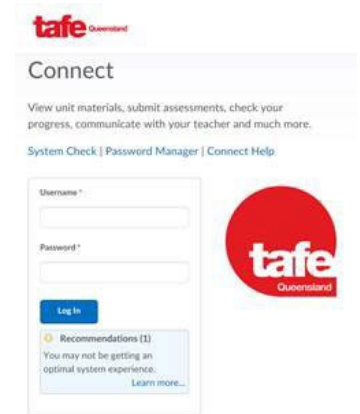 tafe Queensland
Connect
View unit materials, submit assessments, check your
progress, communicate with your teacher and much more.
System Check | Password Manager | Connect Help
Username *
Password *
Log In
Recommendations (1)
You may not be getting an
optimal system experience.
Learn more...
tafe
Queensland